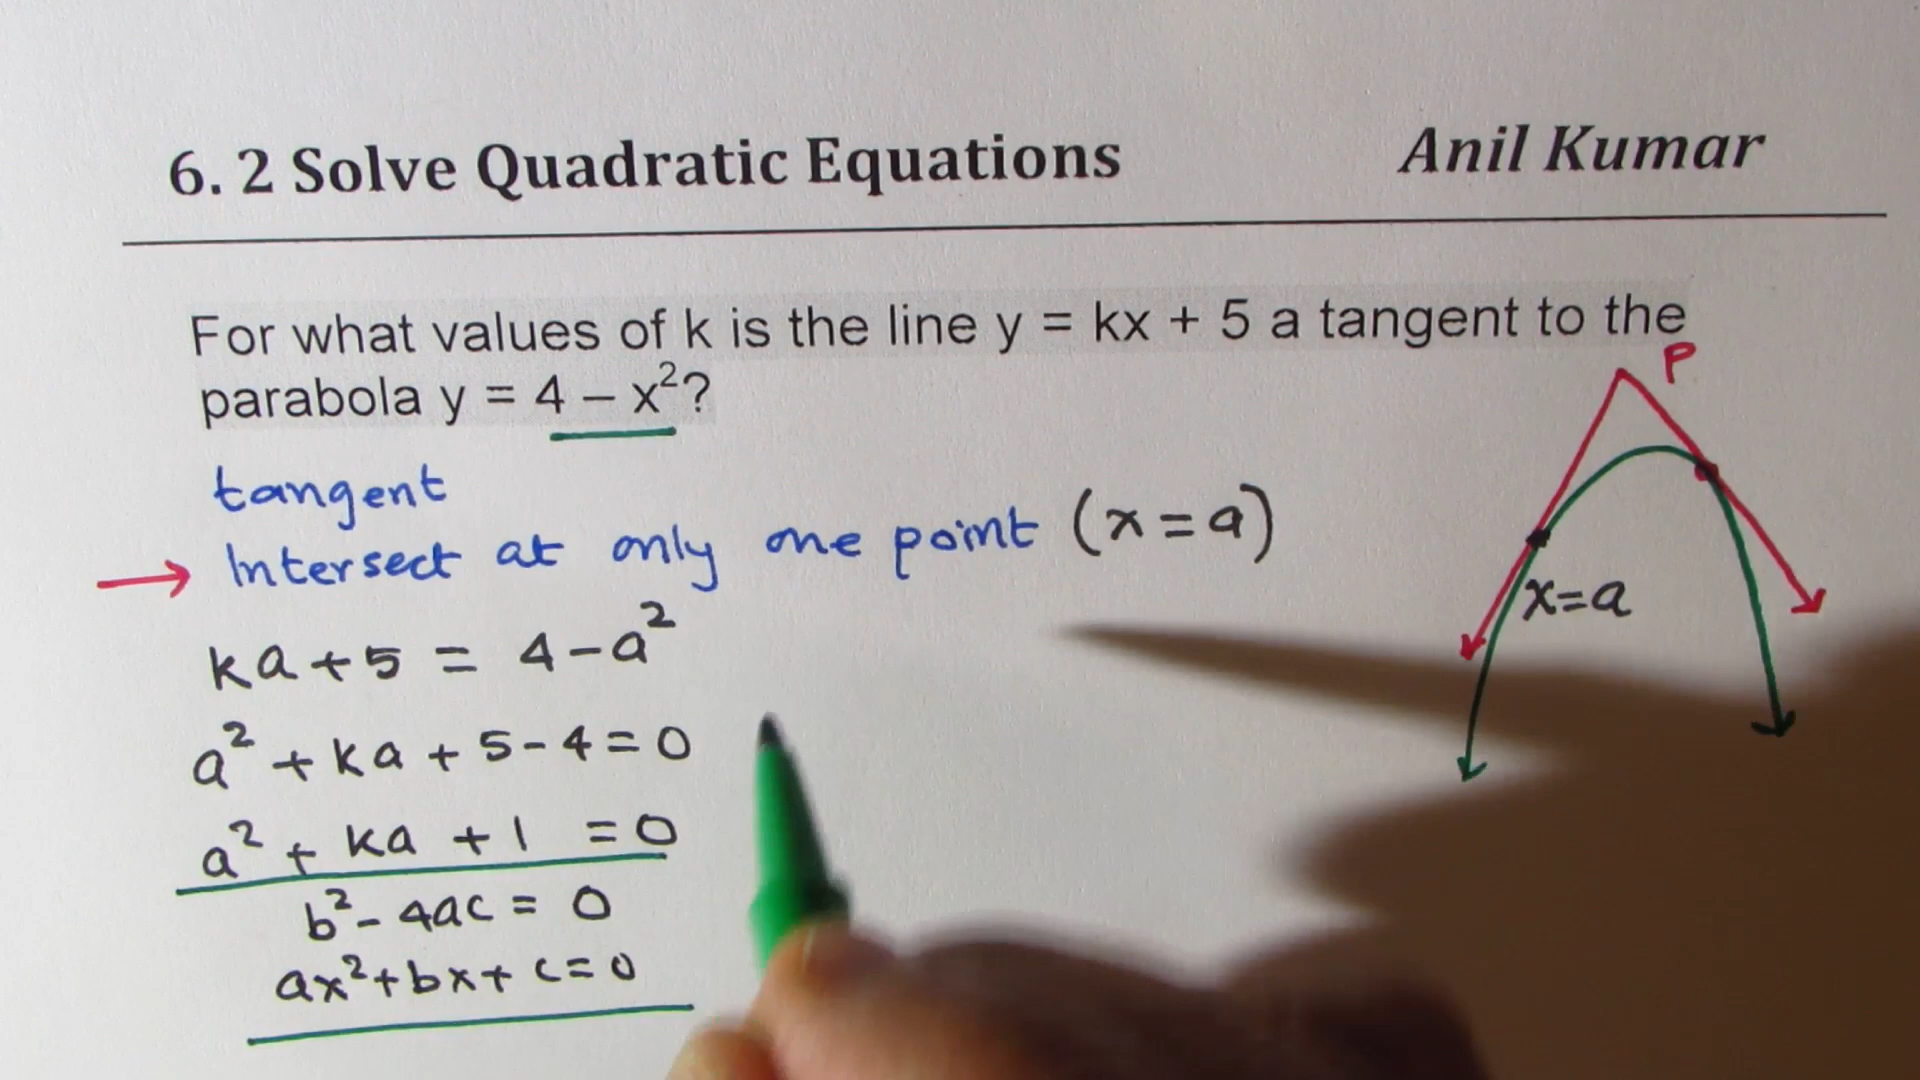 6. 2 Solve Quadratic Equations Anil Kumar
For what values of k is the line y = kx + 5 a tangent to the
parabola y = 4 – x²?
P
tangent
→ Intersect at only one point (x = a)
x=a
ka + 5 = 4 - a²
a² + ka + 5 - 4 = 0
a² + ka + 1 = 0
b² - 4ac = 0
ax² + bx + c = 0